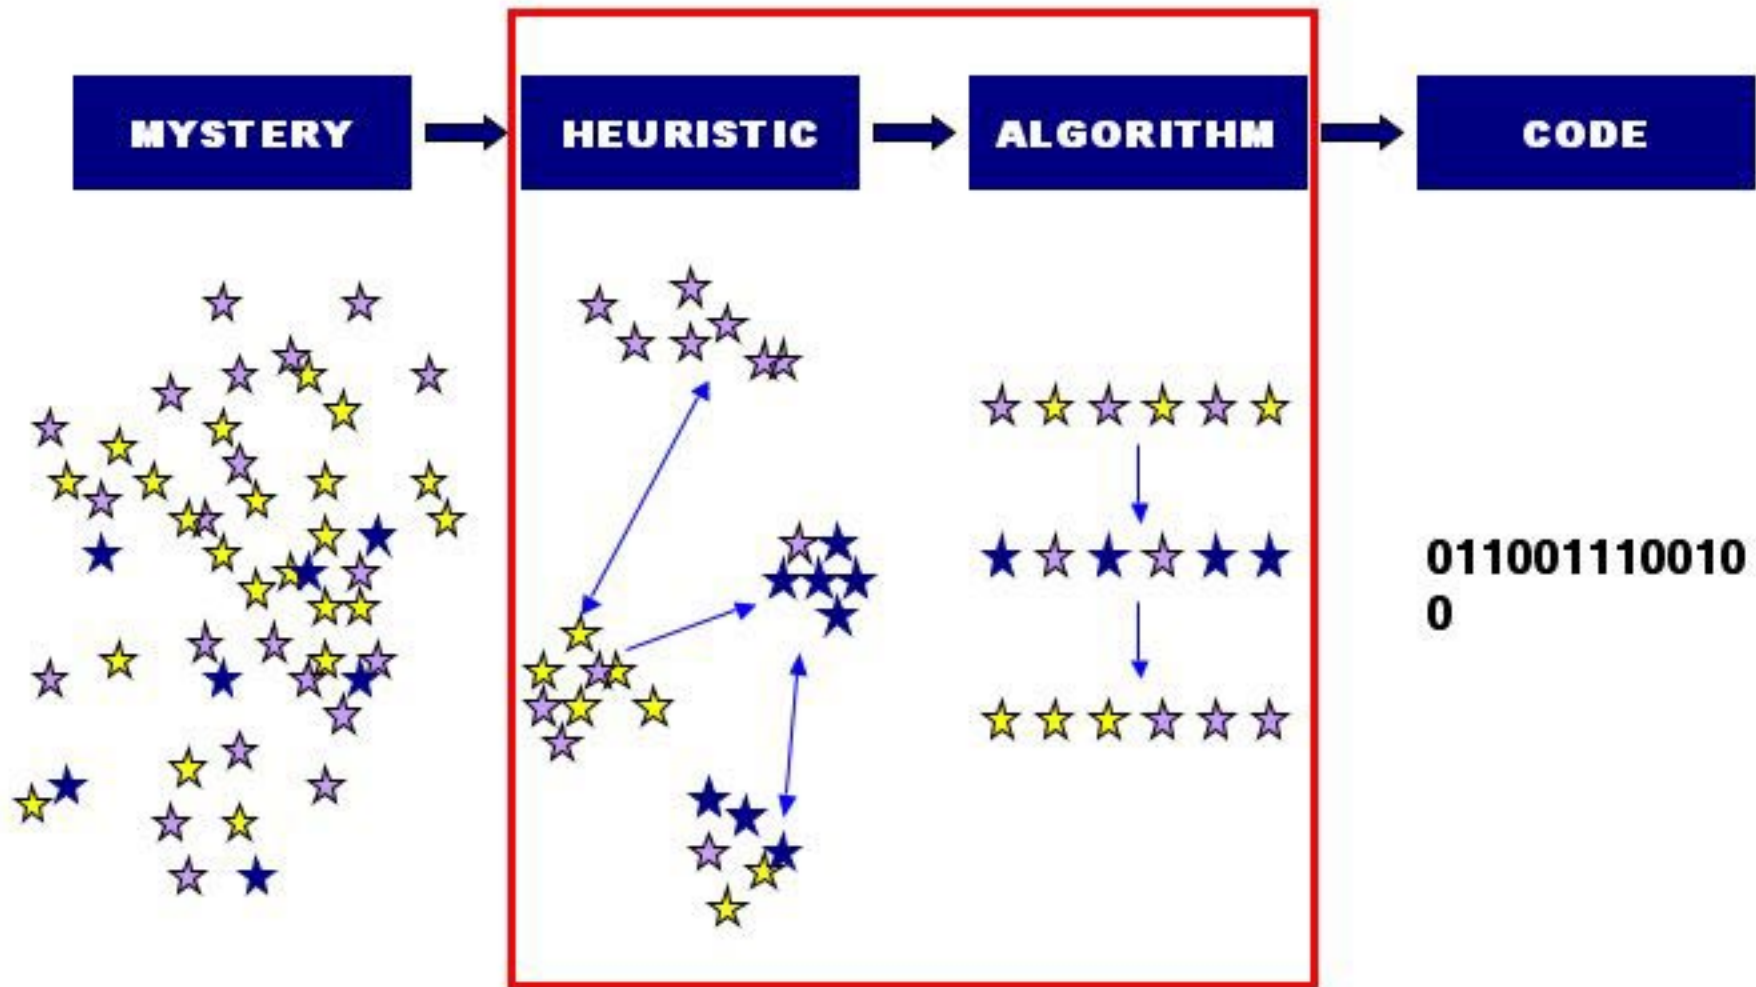 MYSTERY
HEURISTIC
ALGORITHM
CODE
011001110010
0